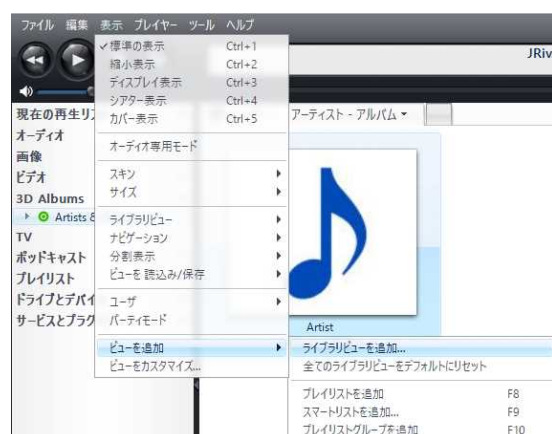 ファイル 編集 表示 プレイヤー ツール ヘルプ
✓標準の表示 Ctrl+1
縮小表示 Ctrl+2
ディスプレイ表示 Ctrl+3
シアター表示 Ctrl+4
カバー表示 Ctrl+5
オーディオ専用モード
スキン
サイズ
ライブラリビュー
ナビゲーション
分割表示
ビューを 読込み/保存
ユーザ
パーティモード
ビューを追加
ビューをカスタマイズ...
JRiv
現在の再生リ
オーディオ
画像
ビデオ
3D Albums
Artists &
TV
ポッドキャスト
プレイリスト
ドライブとデバイ
サービスとプラグ
アーティスト - アルバム
Artist
ライブラリビューを追加...
全てのライブラリビューをデフォルトにリセット
プレイリストを追加 F8
スマートリストを追加... F9
プレイリストグループを追加 F10